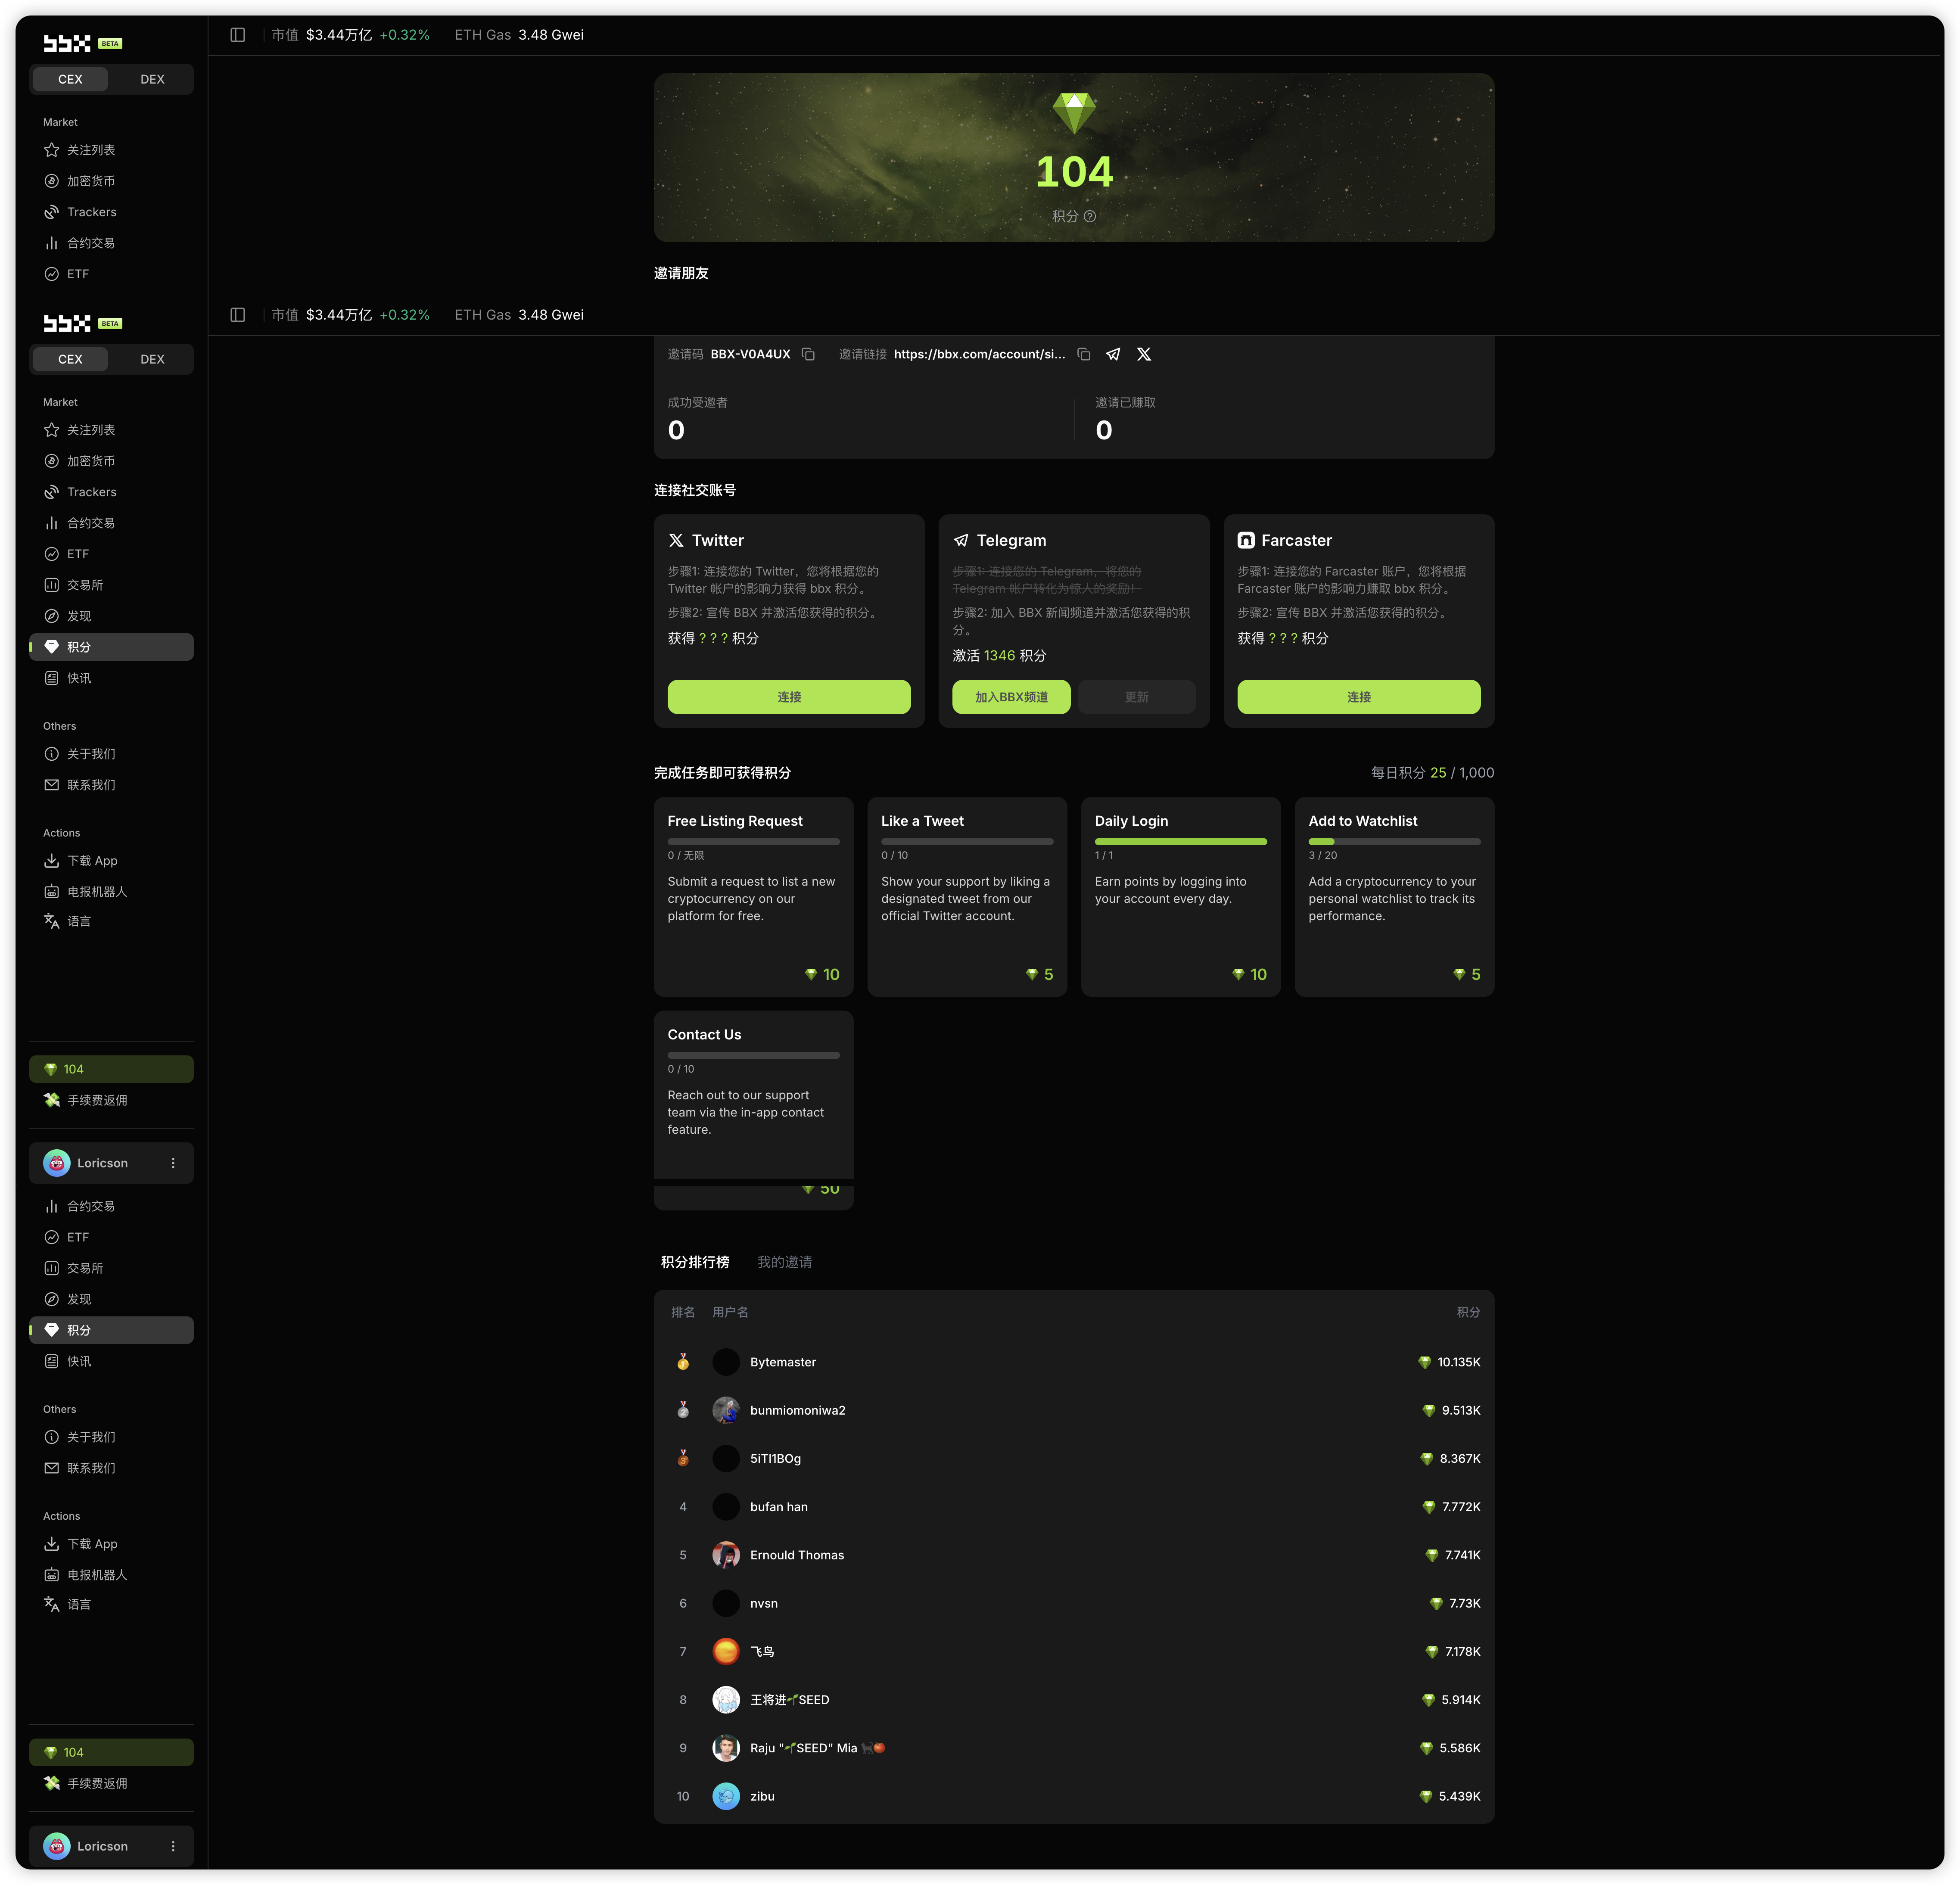 bbx BETA
CEX DEX
Market
关注列表
加密货币
Trackers
合约交易
ETF
市值 $3.44万亿 +0.32% ETH Gas 3.48 Gwei
104
积分
邀请朋友
bbx BETA
CEX DEX
Market
关注列表
加密货币
Trackers
合约交易
ETF
交易所
发现
积分
快讯
Others
关于我们
联系我们
Actions
下载 App
电报机器人
语言
104
手续费返佣
Loricson
合约交易
ETF
交易所
发现
积分
快讯
Others
关于我们
联系我们
Actions
下载 App
电报机器人
语言
104
手续费返佣
Loricson
市值 $3.44万亿 +0.32% ETH Gas 3.48 Gwei
邀请码 BBX-V0A4UX 邀请链接 https://bbx.com/account/si...
成功受邀者
0
邀请已赚取
0
连接社交账号
Twitter
步骤1: 连接您的 Twitter，您将根据您的
Twitter 帐户的影响力获得 bbx 积分。
步骤2: 宣传 BBX 并激活您获得的积分。
获得 ? ? ? 积分
连接
Telegram
步骤1: 连接您的 Telegram，将您的
Telegram 帐户转化为惊人的奖励！
步骤2: 加入 BBX 新闻频道并激活您获得的积
分。
激活 1346 积分
加入BBX频道 更新
Farcaster
步骤1: 连接您的 Farcaster 账户，您将根据
Farcaster 账户的影响力赚取 bbx 积分。
步骤2: 宣传 BBX 并激活您获得的积分。
获得 ? ? ? 积分
连接
完成任务即可获得积分 每日积分 25 / 1,000
Free Listing Request
0 / 无限
Submit a request to list a new
cryptocurrency on our
platform for free.
10
Like a Tweet
0 / 10
Show your support by liking a
designated tweet from our
official Twitter account.
5
Daily Login
1 / 1
Earn points by logging into
your account every day.
10
Add to Watchlist
3 / 20
Add a cryptocurrency to your
personal watchlist to track its
performance.
5
Contact Us
0 / 10
Reach out to our support
team via the in-app contact
feature.
50
积分排行榜 我的邀请
排名 用户名 积分
1 Bytemaster 10.135K
2 bunmiomoniwa2 9.513K
3 5iTI1BOg 8.367K
4 bufan han 7.772K
5 Ernould Thomas 7.741K
6 nvsn 7.73K
7 飞鸟 7.178K
8 王将进🌱SEED 5.914K
9 Raju "🌱SEED" Mia 🐈‍⬛🍅 5.586K
10 zibu 5.439K